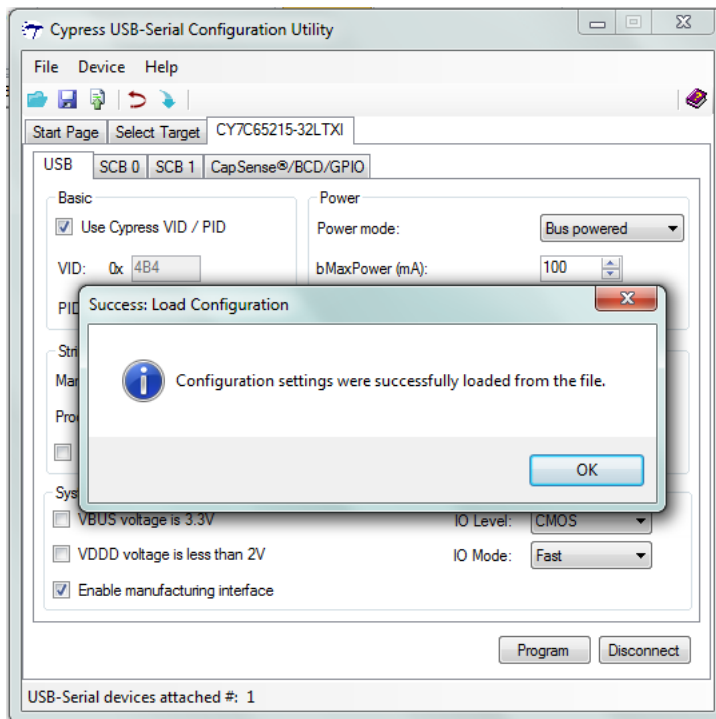 Cypress USB-Serial Configuration Utility
File Device Help
Start Page Select Target CY7C65215-32LTXI
USB SCB 0 SCB 1 CapSense®/BCD/GPIO
Basic Power
Use Cypress VID / PID Power mode: Bus powered
VID: 0x 4B4 bMaxPower (mA): 100
Success: Load Configuration
Configuration settings were successfully loaded from the file.
OK
VBUS voltage is 3.3V IO Level: CMOS
VDDD voltage is less than 2V IO Mode: Fast
Enable manufacturing interface
Program Disconnect
USB-Serial devices attached #: 1